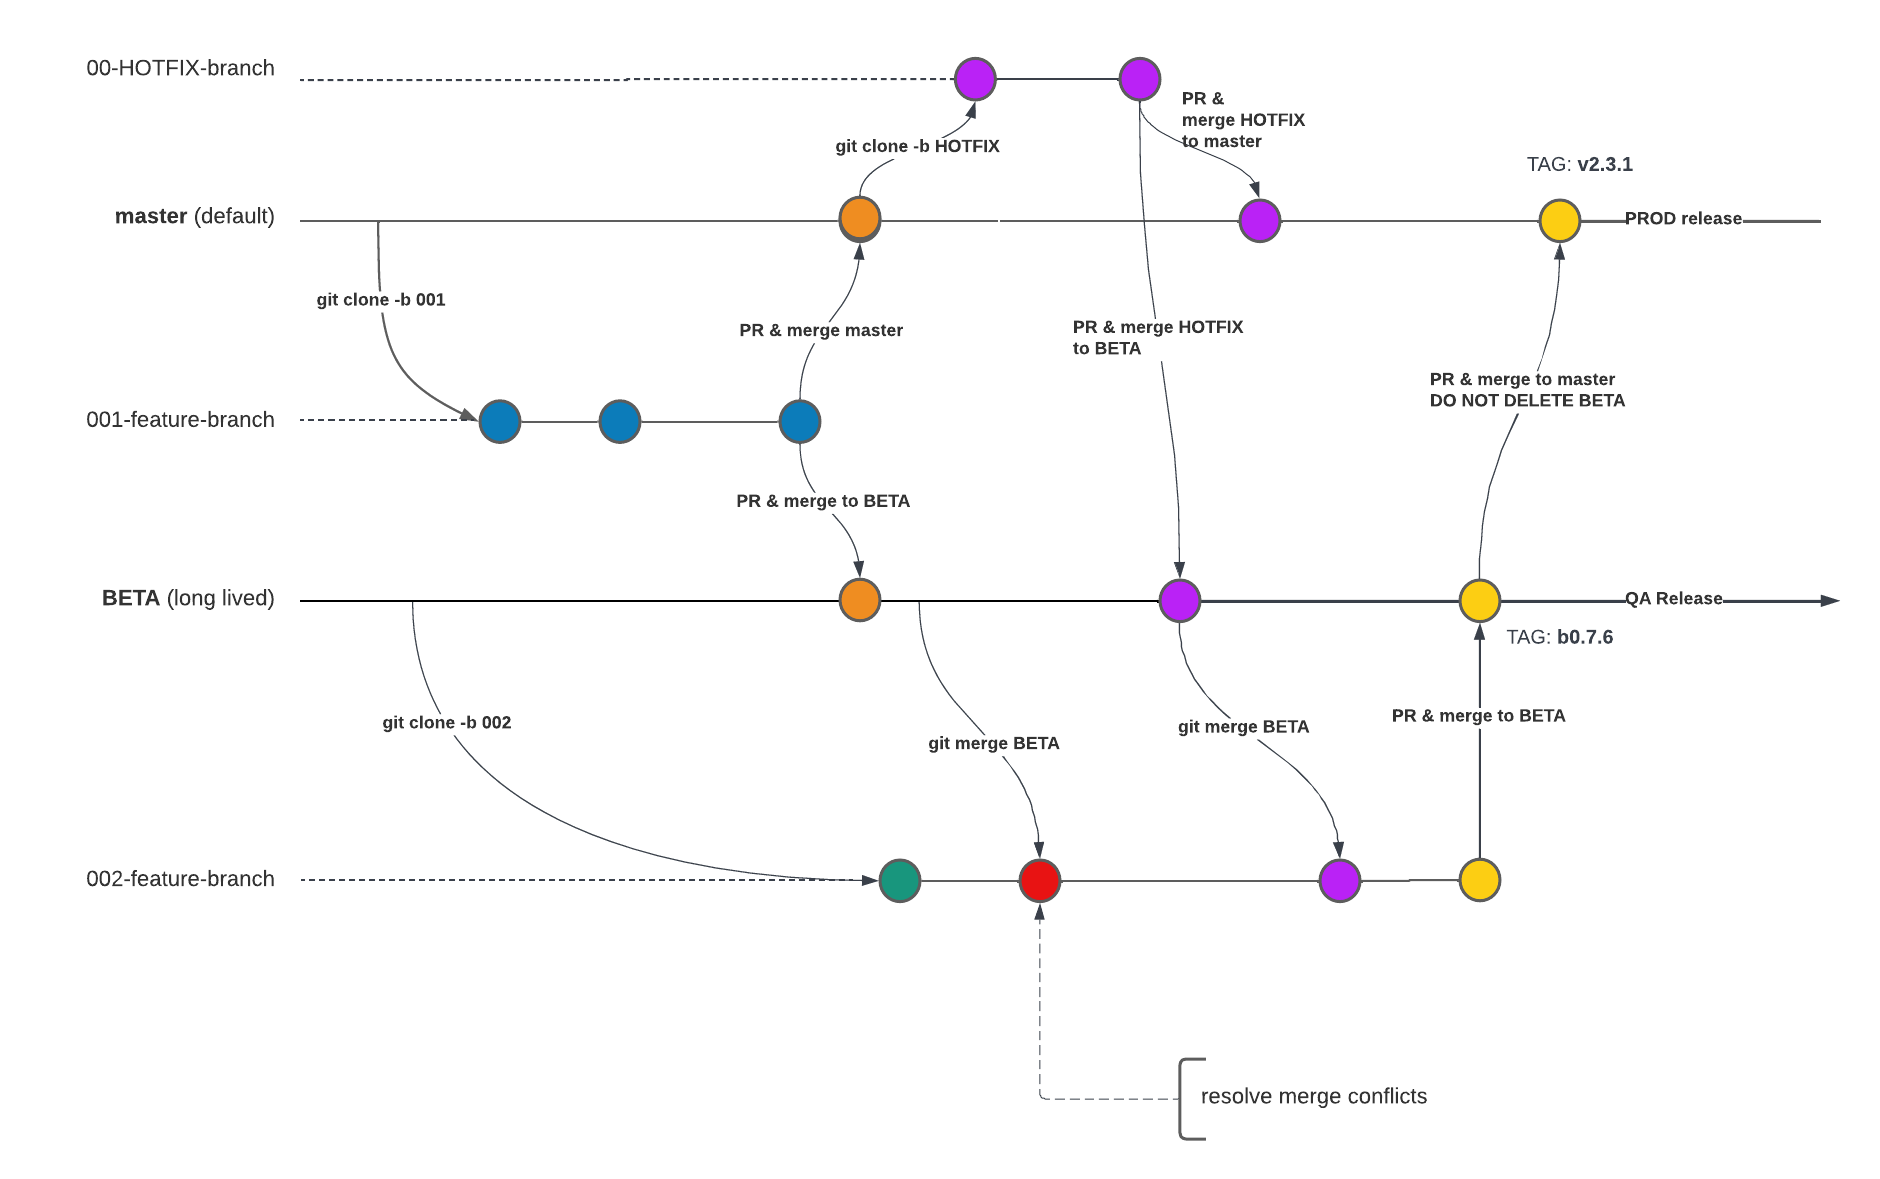 00-HOTFIX-branch
PR &
merge HOTFIX
to master
git clone -b HOTFIX
TAG: v2.3.1
master (default)
PROD release
git clone -b 001
PR & merge master
PR & merge HOTFIX
to BETA
PR & merge to master
DO NOT DELETE BETA
001-feature-branch
PR & merge to BETA
BETA (long lived)
QA Release
TAG: b0.7.6
git clone -b 002
git merge BETA
git merge BETA
PR & merge to BETA
002-feature-branch
resolve merge conflicts